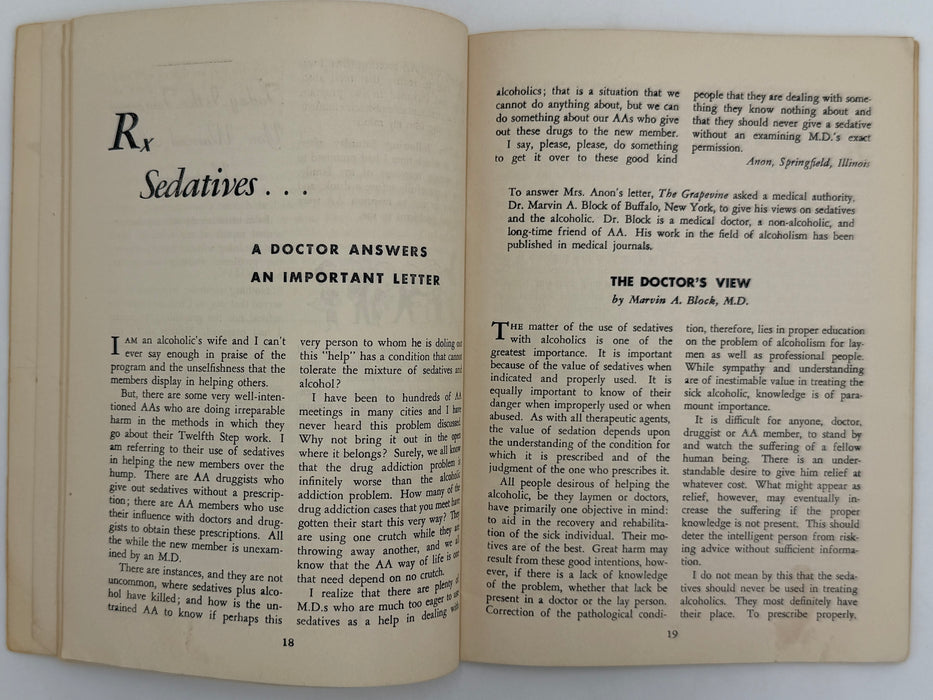 Rx
Sedatives . . .
A DOCTOR ANSWERS
AN IMPORTANT LETTER
I AM an alcoholic's wife and I can't
ever say enough in praise of the
program and the unselfishness that the
members display in helping others.
But, there are some very well-inten-
tioned AAs who are doing irreparable
harm in the methods in which they
go about their Twelfth Step work. I
am referring to their use of sedatives
in helping the new members over the
hump. There are AA druggists who
give out sedatives without a prescrip-
tion; there are AA members who use
their influence with doctors and drug-
gists to obtain these prescriptions. All
the while the new member is unexam-
ined by an M.D.
There are instances, and they are not
uncommon, where sedatives plus alco-
hol have killed; and how is the un-
trained AA to know if perhaps this
very person to whom he is doling out
this "help" has a condition that cannot
tolerate the mixture of sedatives and
alcohol?
I have been to hundreds of AA
meetings in many cities and I have
never heard this problem discussed.
Why not bring it out in the open
where it belongs? Surely, we all know
that the drug addiction problem is
infinitely worse than the alcoholic
addiction problem. How many of the
drug addiction cases that you meet have
gotten their start this very way? They
are using one crutch while they are
throwing away another, and we all
know that the AA way of life is one
that need depend on no crutch.
I realize that there are plenty of
M.D.s who are much too eager to use
sedatives as a help in dealing with
18
alcoholics; that is a situation that we
cannot do anything about, but we can
do something about our AAs who give
out these drugs to the new member.
I say, please, please, do something
to get it over to these good kind
people that they are dealing with some-
thing they know nothing about and
that they should never give a sedative
without an examining M.D.'s exact
permission.
Anon, Springfield, Illinois
To answer Mrs. Anon's letter, The Grapevine asked a medical authority,
Dr. Marvin A. Block of Buffalo, New York, to give his views on sedatives
and the alcoholic. Dr. Block is a medical doctor, a non-alcoholic, and
long-time friend of AA. His work in the field of alcoholism has been
published in medical journals.
THE DOCTOR'S VIEW
by Marvin A. Block, M.D.
THE matter of the use of sedatives
with alcoholics is one of the
greatest importance. It is important
because of the value of sedatives when
indicated and properly used. It is
equally important to know of their
danger when improperly used or when
abused. As with all therapeutic agents,
the value of sedation depends upon
the understanding of the condition for
which it is prescribed and of the
judgment of the one who prescribes it.
All people desirous of helping the
alcoholic, be they laymen or doctors,
have primarily one objective in mind:
to aid in the recovery and rehabilita-
tion of the sick individual. Their mo-
tives are of the best. Great harm may
result from these good intentions, how-
ever, if there is a lack of knowledge
of the problem, whether that lack be
present in a doctor or the lay person.
Correction of the pathological condi-
tion, therefore, lies in proper education
on the problem of alcoholism for lay-
men as well as professional people.
While sympathy and understanding
are of inestimable value in treating the
sick alcoholic, knowledge is of para-
mount importance.
It is difficult for anyone, doctor,
druggist or AA member, to stand by
and watch the suffering of a fellow
human being. There is an under-
standable desire to give him relief at
whatever cost. What might appear as
relief, however, may eventually in-
crease the suffering if the proper
knowledge is not present. This should
deter the intelligent person from risk-
ing advice without sufficient informa-
tion.
I do not mean by this that the seda-
tives should never be used in treating
alcoholics. They most definitely have
their place. To prescribe properly,
19